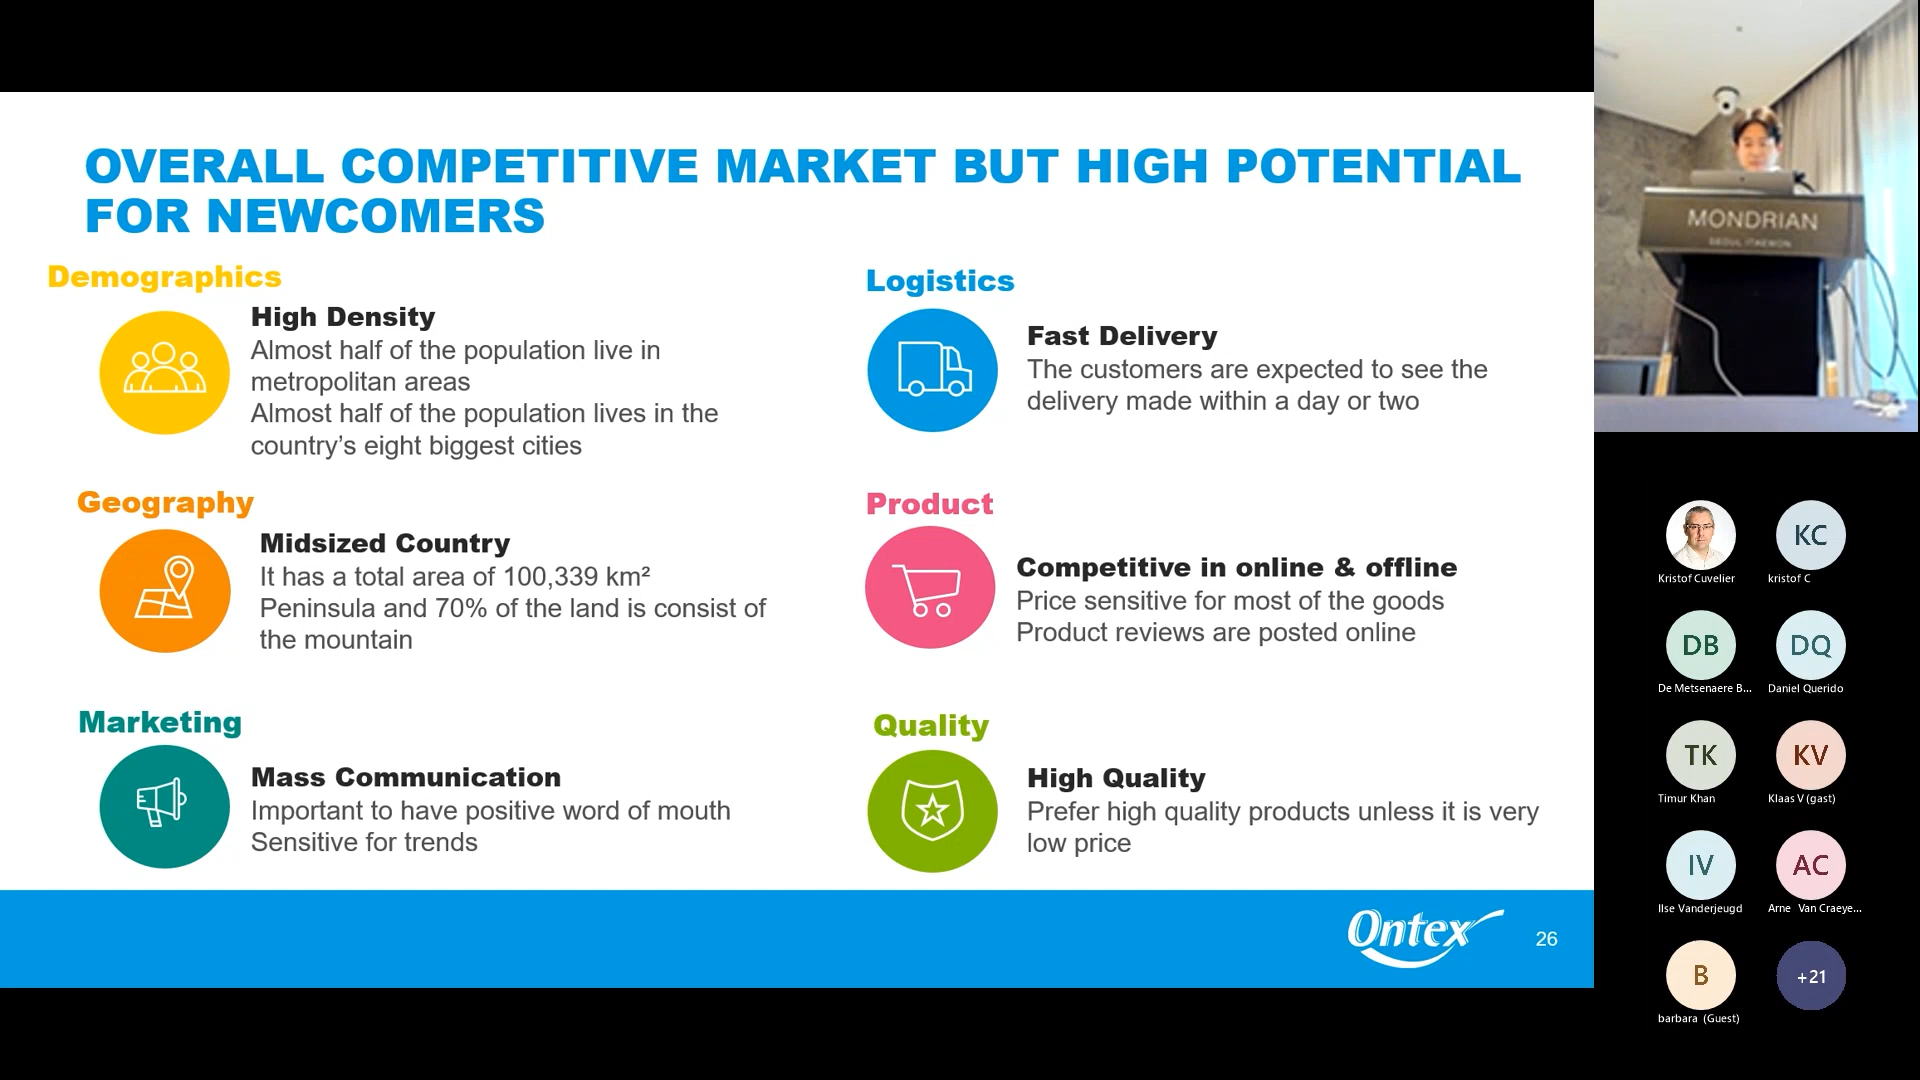 OVERALL COMPETITIVE MARKET BUT HIGH POTENTIAL
FOR NEWCOMERS
Demographics
High Density
Almost half of the population live in
metropolitan areas
Almost half of the population lives in the
country’s eight biggest cities
Geography
Midsized Country
It has a total area of 100,339 km²
Peninsula and 70% of the land is consist of
the mountain
Marketing
Mass Communication
Important to have positive word of mouth
Sensitive for trends
Logistics
Fast Delivery
The customers are expected to see the
delivery made within a day or two
Product
Competitive in online & offline
Price sensitive for most of the goods
Product reviews are posted online
Quality
High Quality
Prefer high quality products unless it is very
low price
Ontex
26
MONDRIAN
SEOUL ITAEWON
Kristof Cuvelier
KC
kristof C
DB
De Metsenaere B...
DQ
Daniel Querido
TK
Timur Khan
KV
Klaas V (gast)
IV
Ilse Vanderjeugd
AC
Arne Van Craeye...
B
barbara (Guest)
+21